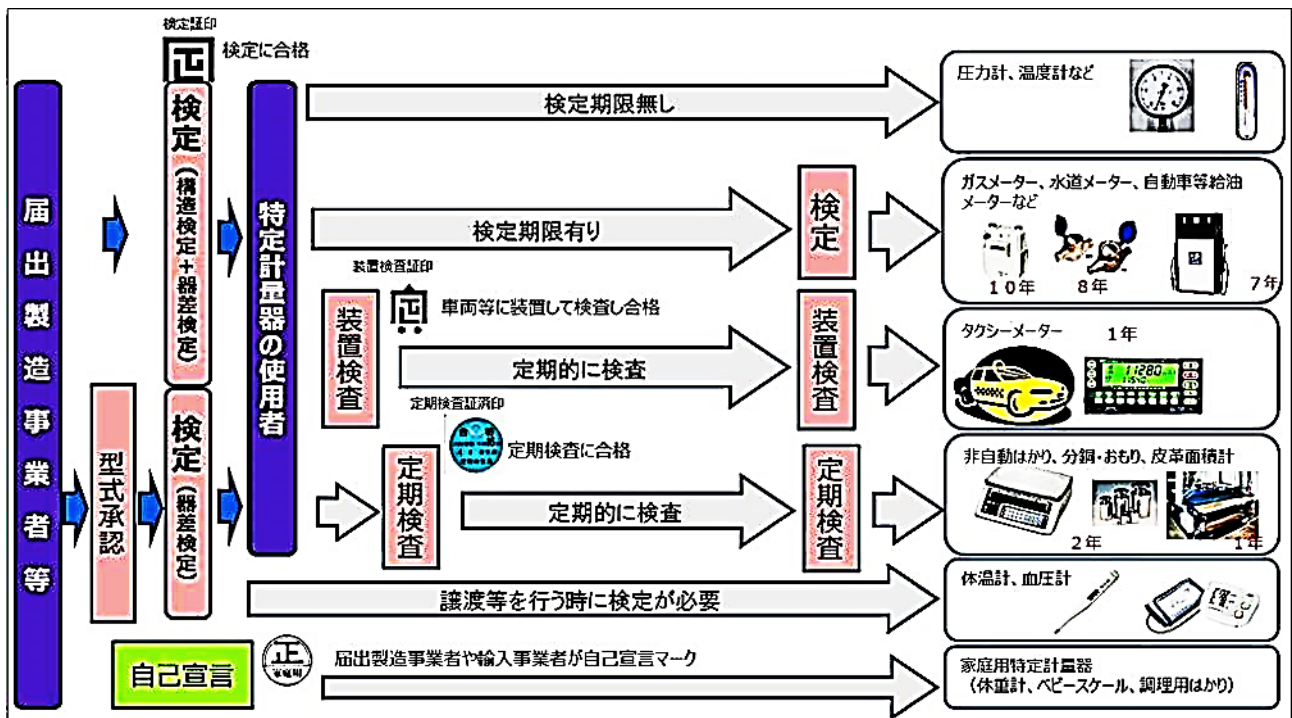 検定証印
正
検定に合格
届出製造事業者等
型式承認
検定（構造検定＋器差検定）
検定（器差検定）
特定計量器の使用者
検定期限無し
圧力計、温度計など
検定期限有り
検定
ガスメーター、水道メーター、自動車等給油
メーターなど
10年
8年
7年
装置検査証印
正
車両等に装置して検査し合格
装置検査
定期的に検査
装置検査
タクシーメーター
1年
11280
定期検査証済印
定期検査に合格
定期検査
定期的に検査
定期検査
非自動はかり、分銅・おもり、皮革面積計
2年
1年
譲渡等を行う時に検定が必要
体温計、血圧計
自己宣言
正
家庭用
届出製造事業者や輸入事業者が自己宣言マーク
家庭用特定計量器
（体重計、ベビースケール、調理用はかり）